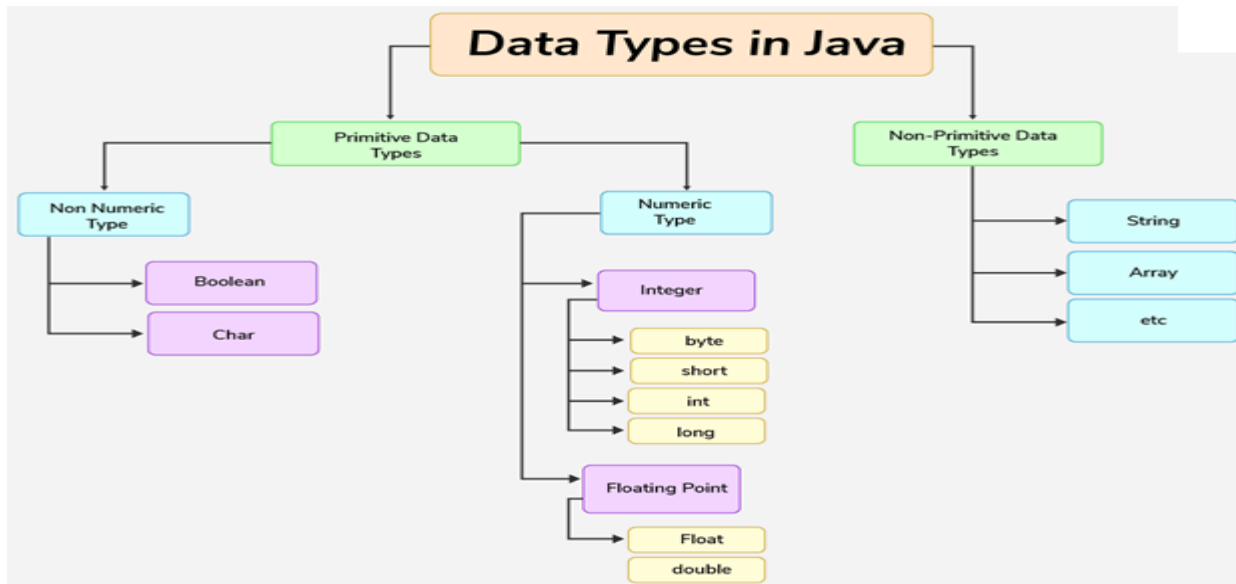 Data Types in Java
Primitive Data
Types
Non-Primitive Data
Types
Non Numeric
Type
Numeric
Type
String
Boolean
Integer
Array
Char
etc
byte
short
int
long
Floating Point
Float
double